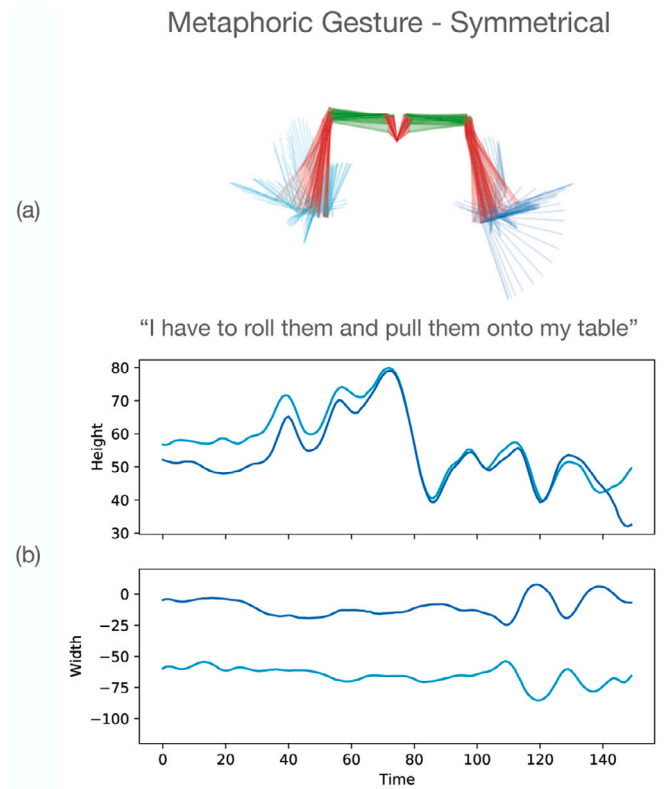 Metaphoric Gesture - Symmetrical
(a)
“I have to roll them and pull them onto my table”
80
70
60
50
40
30
Height
(b)
0
−25
−50
−75
−100
Width
0 20 40 60 80 100 120 140
Time